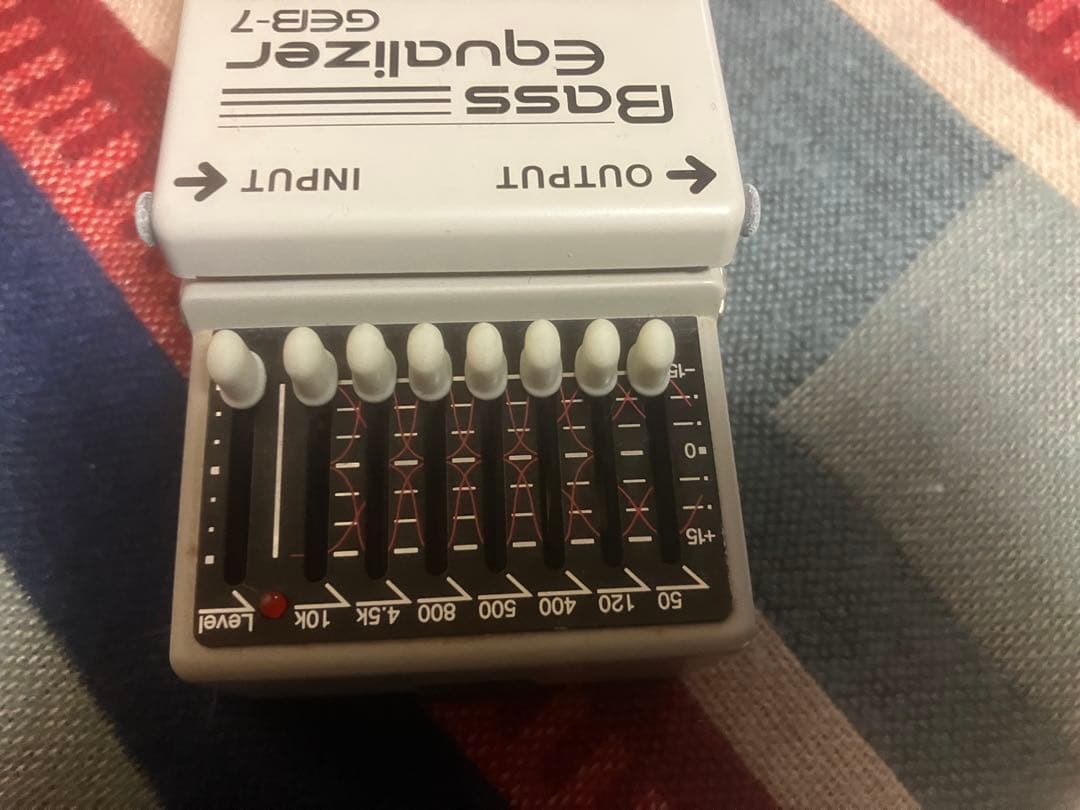 50 120 400 500 800 4.5k 10k Level
+15
0
-15
← OUTPUT INPUT ←
Bass
Equalizer
GEB-7